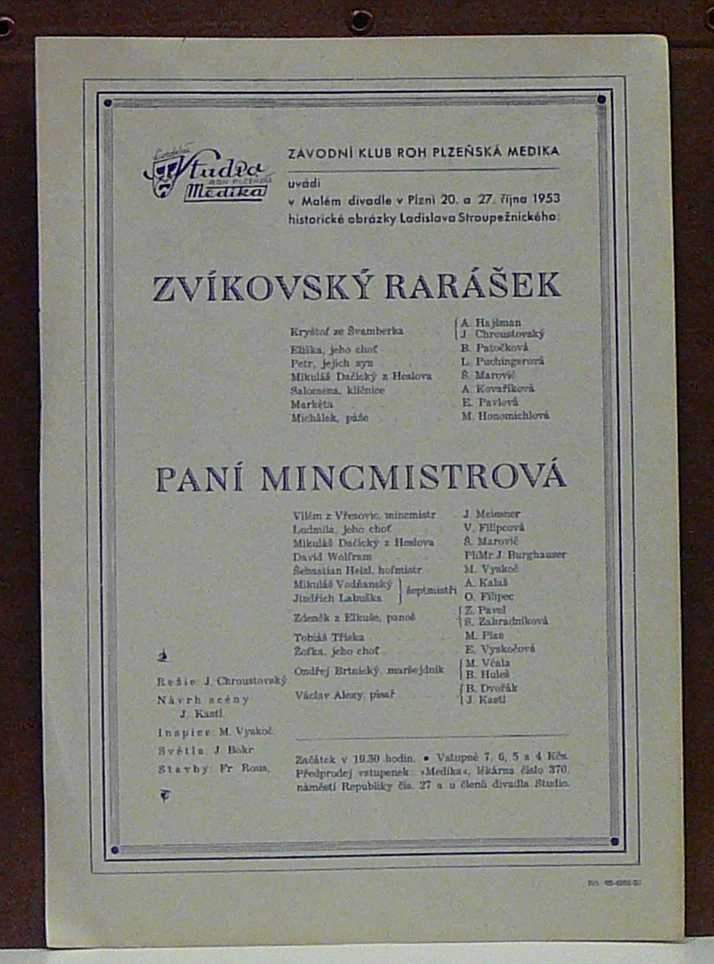 Studio
ROH PLZEŇSKÁ
Medika
ZÁVODNÍ KLUB ROH PLZEŇSKÁ MEDIKA
uvádí
v Malém divadle v Plzni 20. a 27. října 1953
historické obrázky Ladislava Stroupežnického:
ZVÍKOVSKÝ RARÁŠEK
Kryštof ze Švamberka { A. Hajšman
J. Chroustovský
Eliška, jeho choť B. Patočková
Petr, jejich syn L. Puchingerová
Mikuláš Dačický z Heslova Š. Marovič
Salomena, klíčnice A. Kovaříková
Markéta E. Pavlová
Michálek, páže M. Honomichlová
PANÍ MINCMISTROVÁ
Vilém z Vřesovic, mincmistr J. Meissner
Ludmila, jeho choť V. Filipcová
Mikuláš Dačický z Heslova Š. Marovič
David Wolfram PhMr J. Burghauser
Šebastian Heizl, hofmistr M. Vyskoč
Mikuláš Vodňanský } šeptmistři A. Kalaš
Jindřich Labuška O. Filipec
Zdeněk z Elkuše, panoš { Z. Pavel
S. Zahradníková
Tobiáš Třiska M. Pize
Žofka, jeho choť E. Vyskočová
Ondřej Brtnický, maršejdník { M. Včala
B. Huleš
Václav Alexy, písař { B. Dvořák
J. Kastl
Režie: J. Chroustovský
Návrh scény
J. Kastl
Inspice: M. Vyskoč
Světla: J. Bokr
Stavby: Fr. Rous
Začátek v 19.30 hodin. • Vstupné 7, 6, 5 a 4 Kčs.
Předprodej vstupenek: »Medika«, lékárna číslo 370,
náměstí Republiky čís. 27 a u členů divadla Studio.